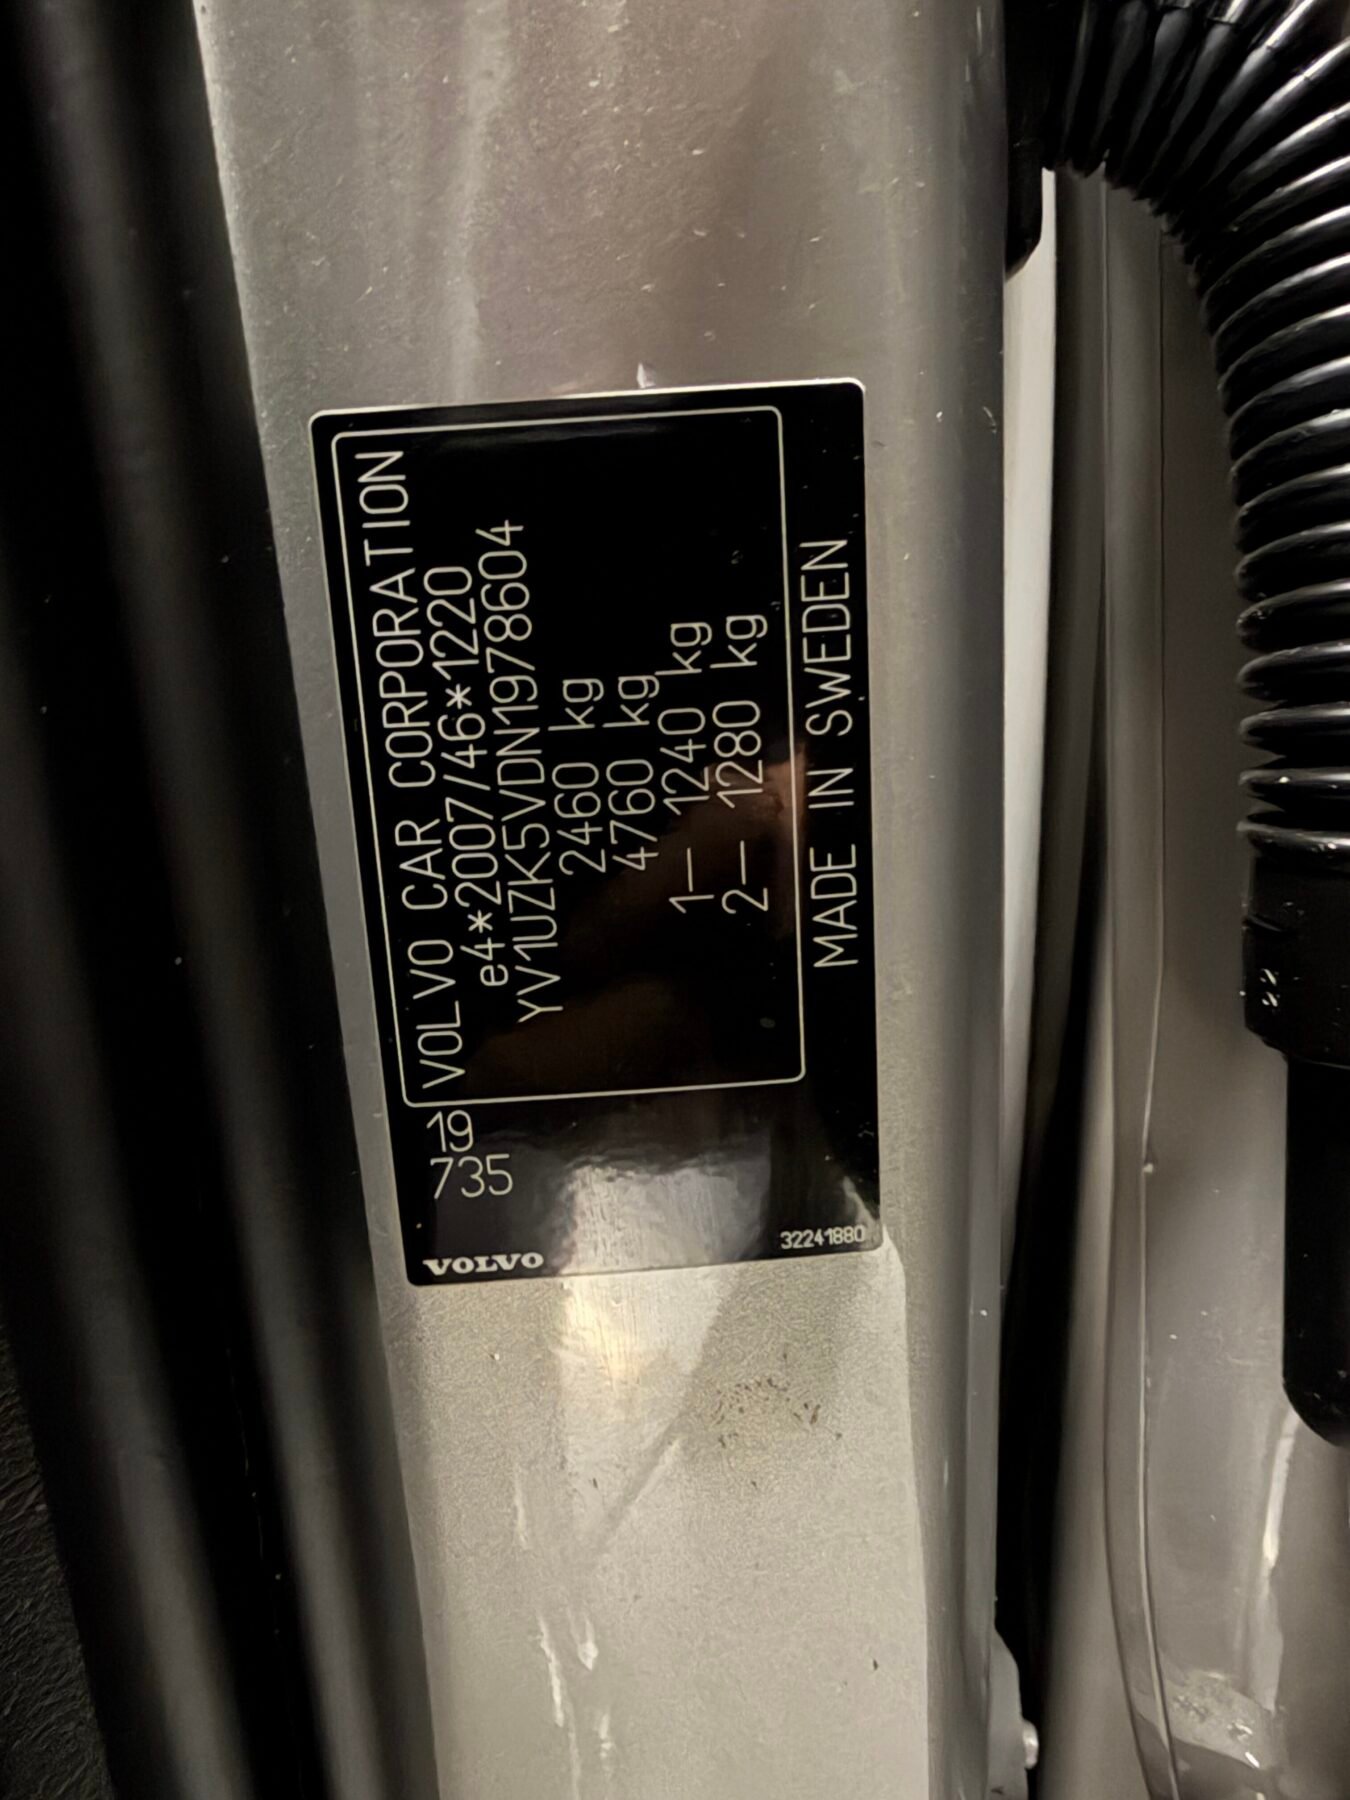 VOLVO CAR CORPORATION
e4*2007/46*1220
YV1UZK5VDN1978604
2460 kg
4760 kg
1— 1240 kg
2— 1280 kg
MADE IN SWEDEN
19
735
VOLVO
32241880